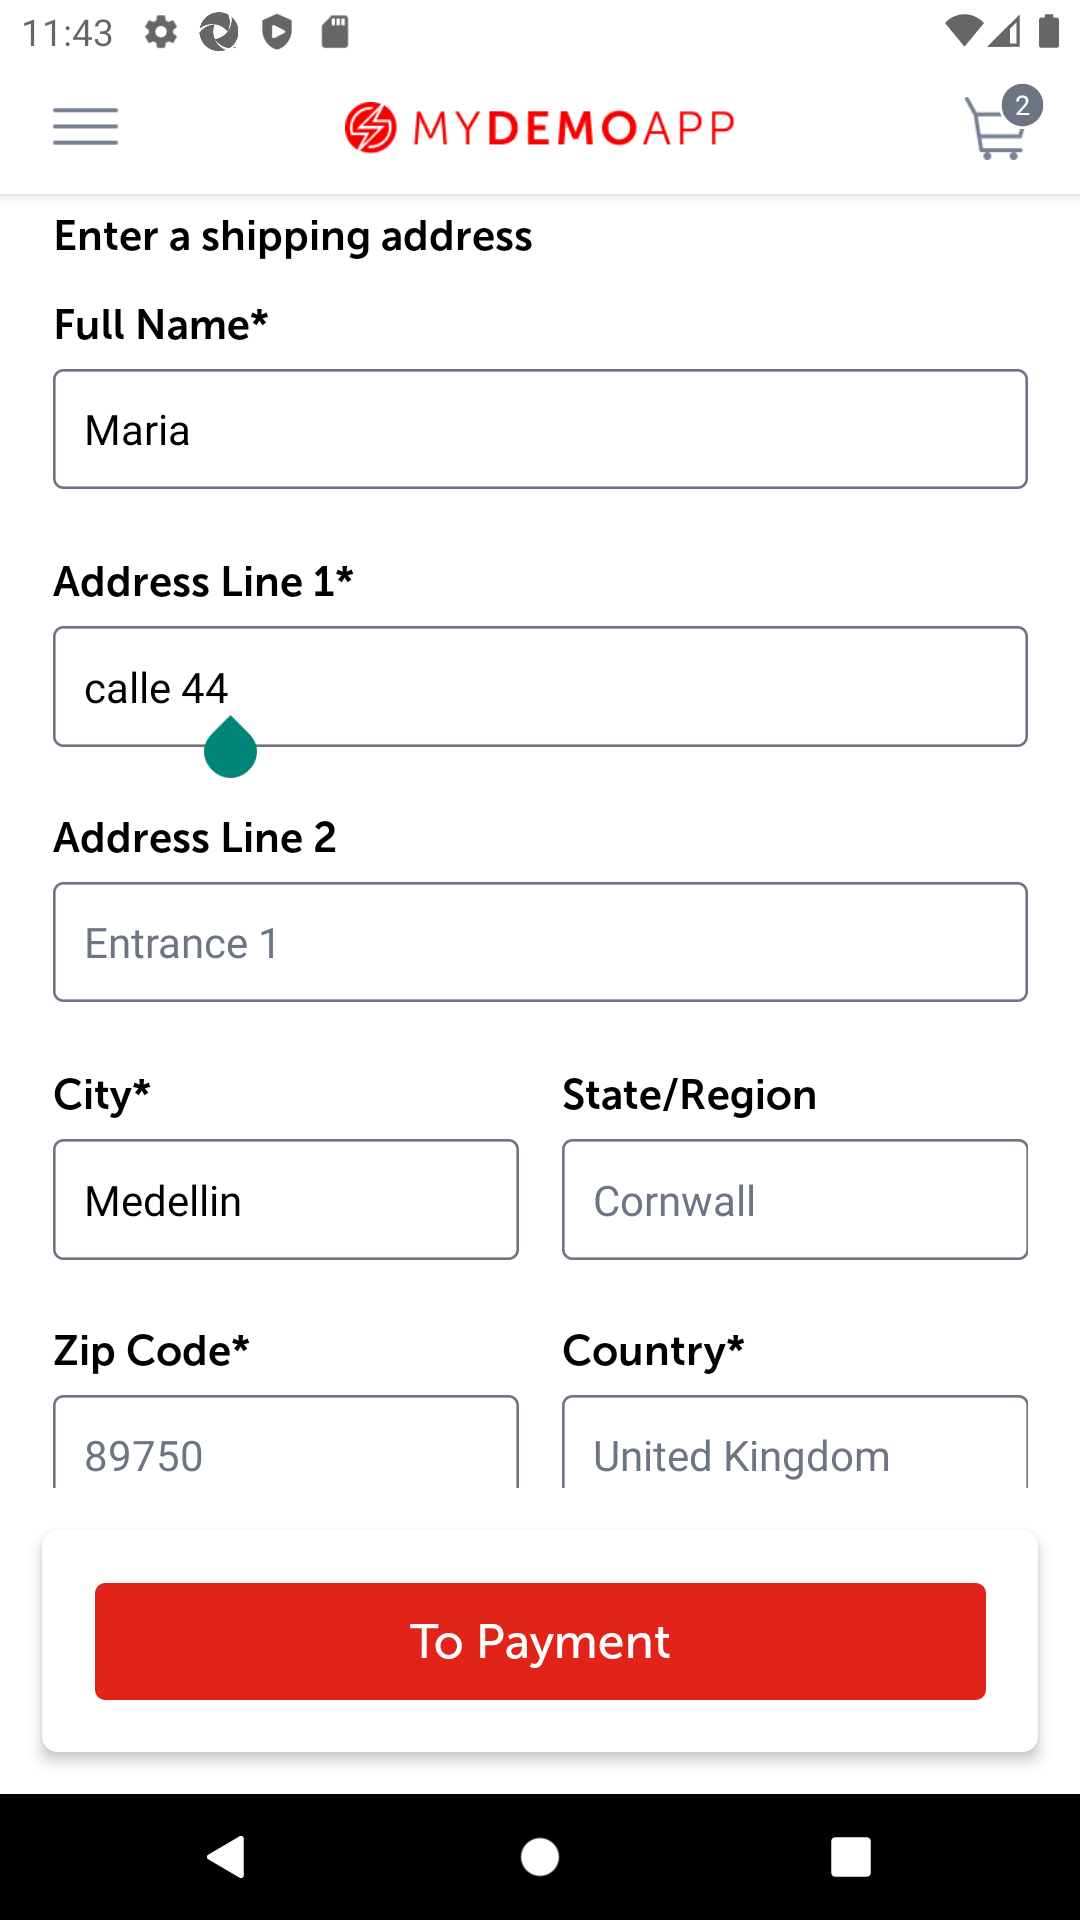 11:43
MYDEMOAPP
2
Enter a shipping address
Full Name*
Maria
Address Line 1*
calle 44
Address Line 2
Entrance 1
City* State/Region
Medellin Cornwall
Zip Code* Country*
89750 United Kingdom
To Payment